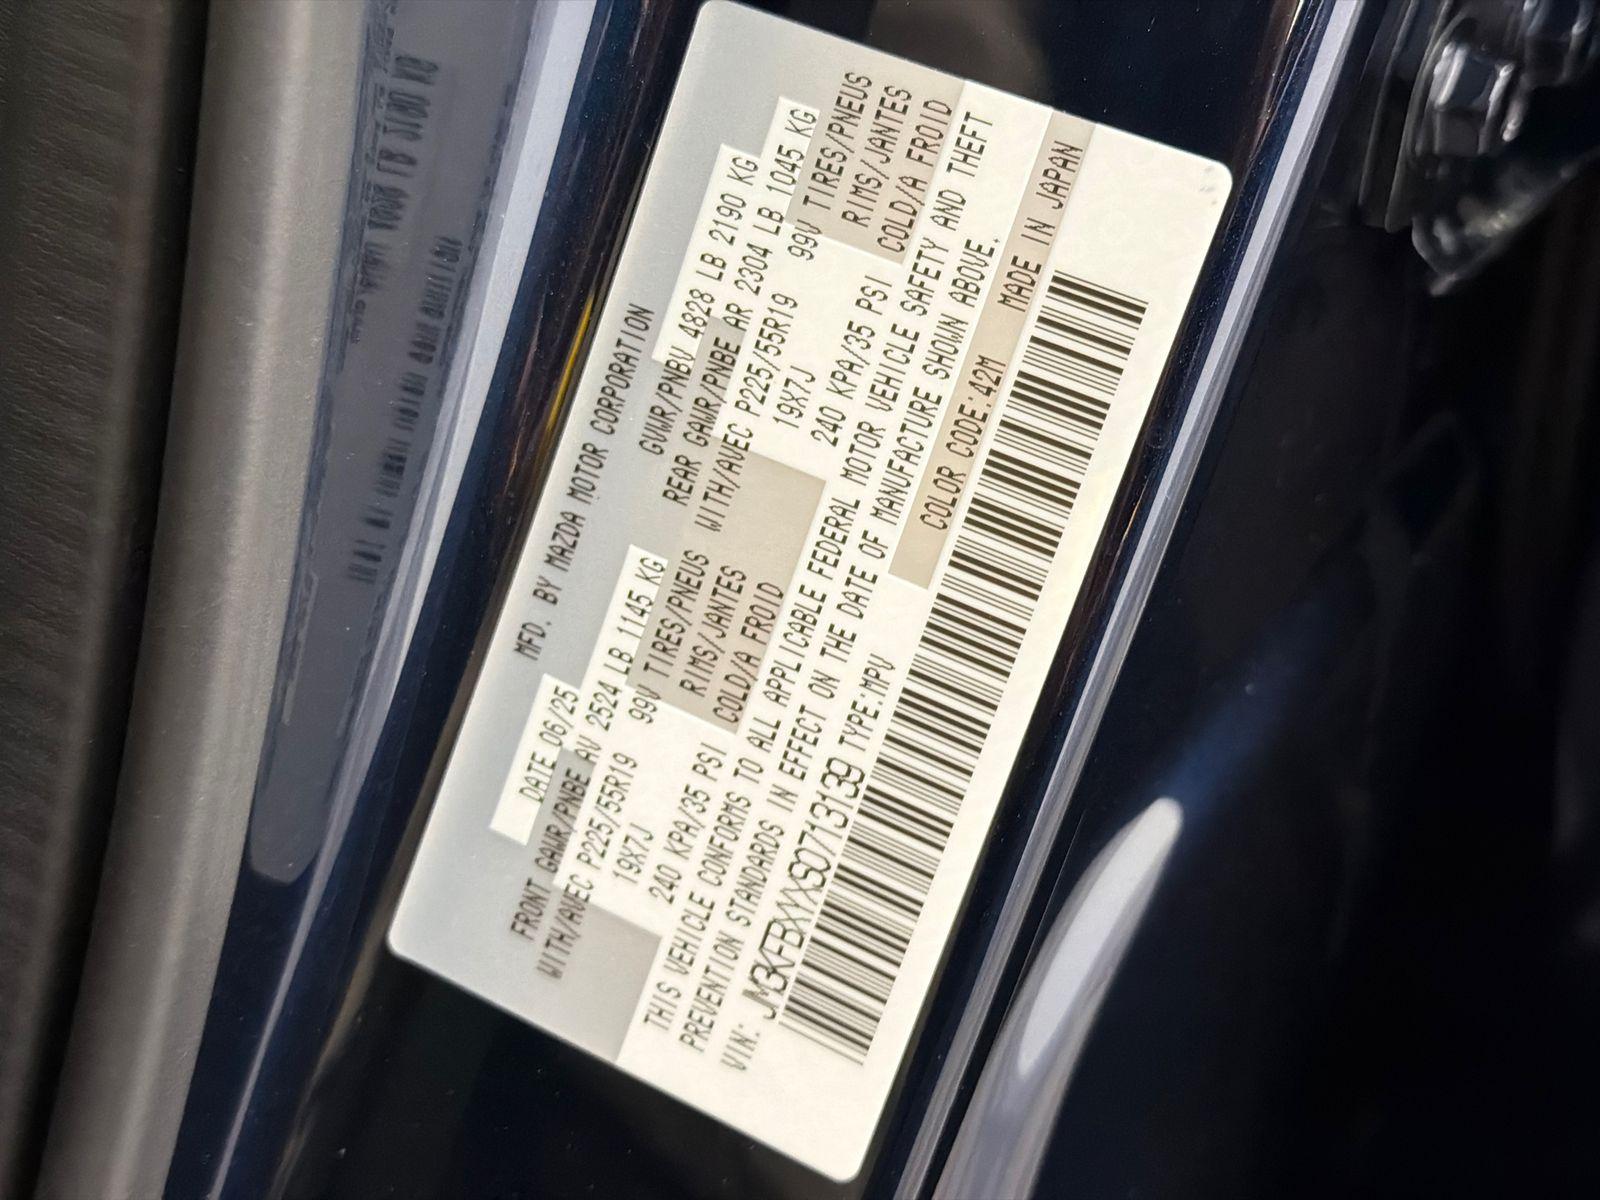 MFD. BY MAZDA MOTOR CORPORATION
DATE 06/25 GVWR/PNBV 4828 LB 2190 KG
FRONT GAWR/PNBE AV 2524 LB 1145 KG REAR GAWR/PNBE AR 2304 LB 1045 KG
WITH/AVEC P225/55R19 99V TIRES/PNEUS WITH/AVEC P225/55R19 99V TIRES/PNEUS
19X7J RIMS/JANTES 19X7J RIMS/JANTES
240 KPA/35 PSI COLD/A FROID 240 KPA/35 PSI COLD/A FROID
THIS VEHICLE CONFORMS TO ALL APPLICABLE FEDERAL MOTOR VEHICLE SAFETY AND THEFT
PREVENTION STANDARDS IN EFFECT ON THE DATE OF MANUFACTURE SHOWN ABOVE.
VIN: JM3KFBXYXS0713139 TYPE:MPV COLOR CODE:42M MADE IN JAPAN